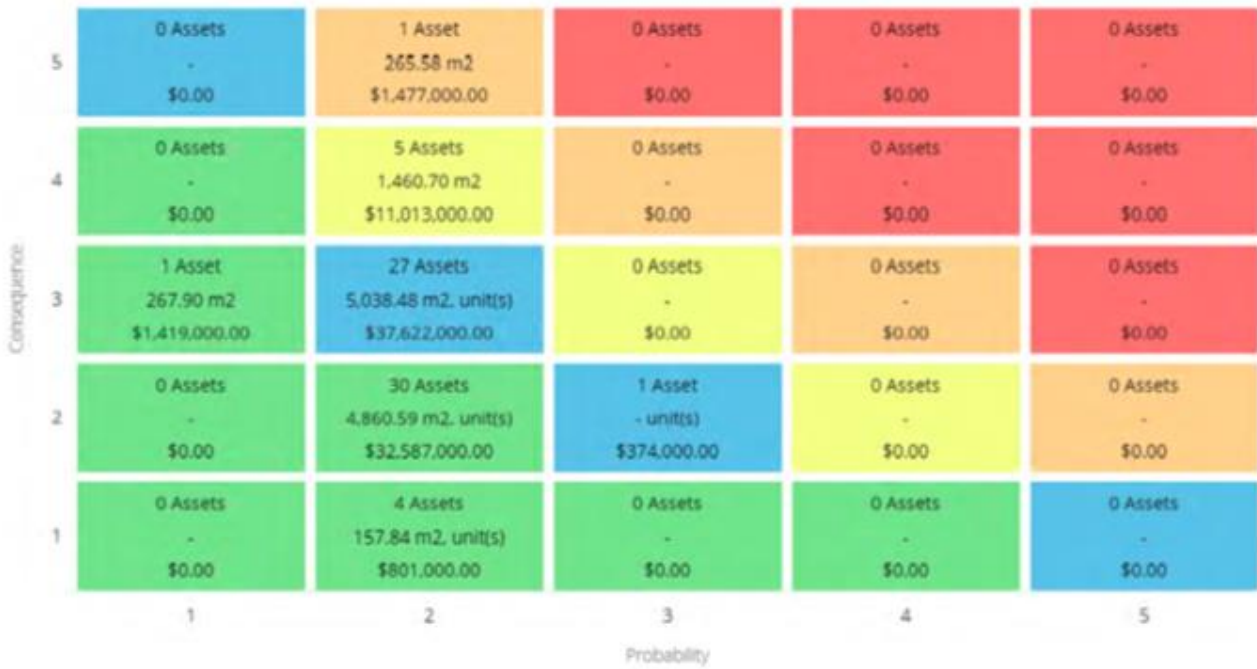 0 Assets 1 Asset 0 Assets 0 Assets 0 Assets
5 - 265.58 m2 - - -
$0.00 $1,477,000.00 $0.00 $0.00 $0.00
0 Assets 5 Assets 0 Assets 0 Assets 0 Assets
4 - 1,460.70 m2 - - -
$0.00 $11,013,000.00 $0.00 $0.00 $0.00
1 Asset 27 Assets 0 Assets 0 Assets 0 Assets
3 267.90 m2 5,038.48 m2, unit(s) - - -
$1,419,000.00 $37,622,000.00 $0.00 $0.00 $0.00
0 Assets 30 Assets 1 Asset 0 Assets 0 Assets
2 - 4,860.59 m2, unit(s) - unit(s) - -
$0.00 $32,587,000.00 $374,000.00 $0.00 $0.00
0 Assets 4 Assets 0 Assets 0 Assets 0 Assets
1 - 157.84 m2, unit(s) - - -
$0.00 $801,000.00 $0.00 $0.00 $0.00
1 2 3 4 5
Probability
Consequence